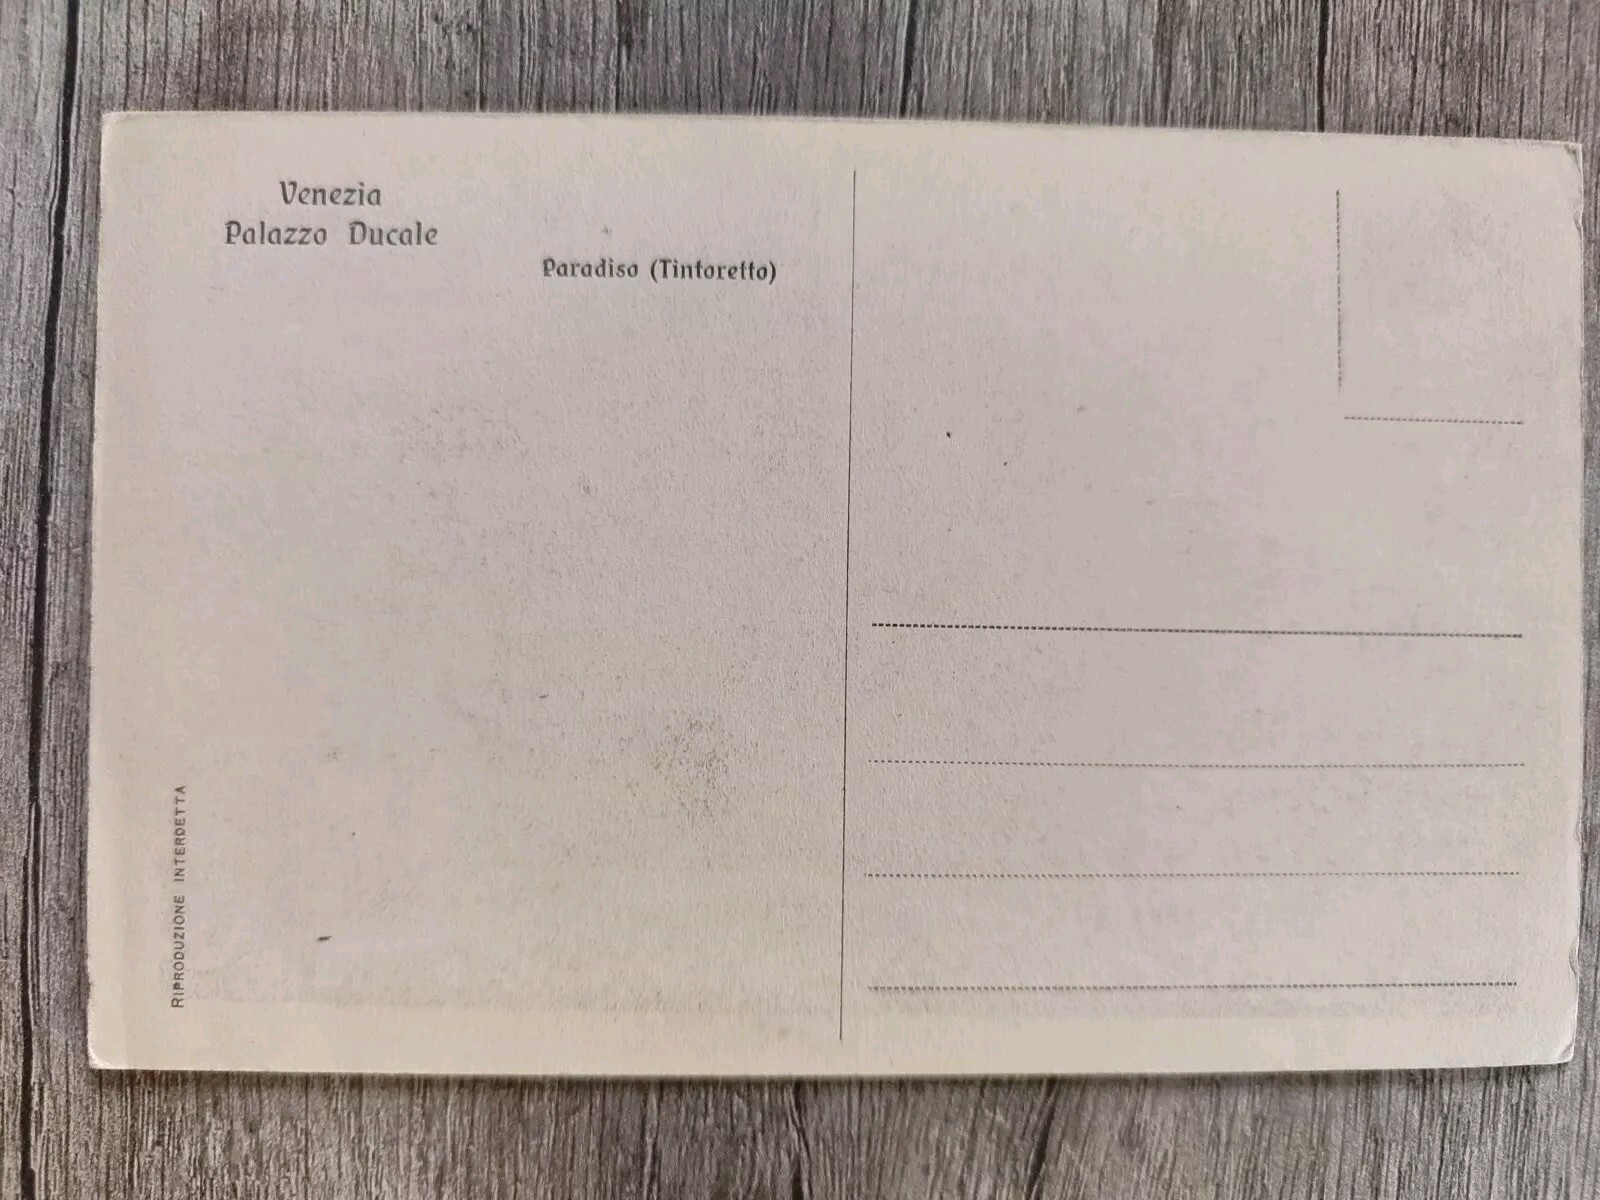 Venezia
Palazzo Ducale
Paradiso (Tintoretto)
RIPRODUZIONE INTERDETTA